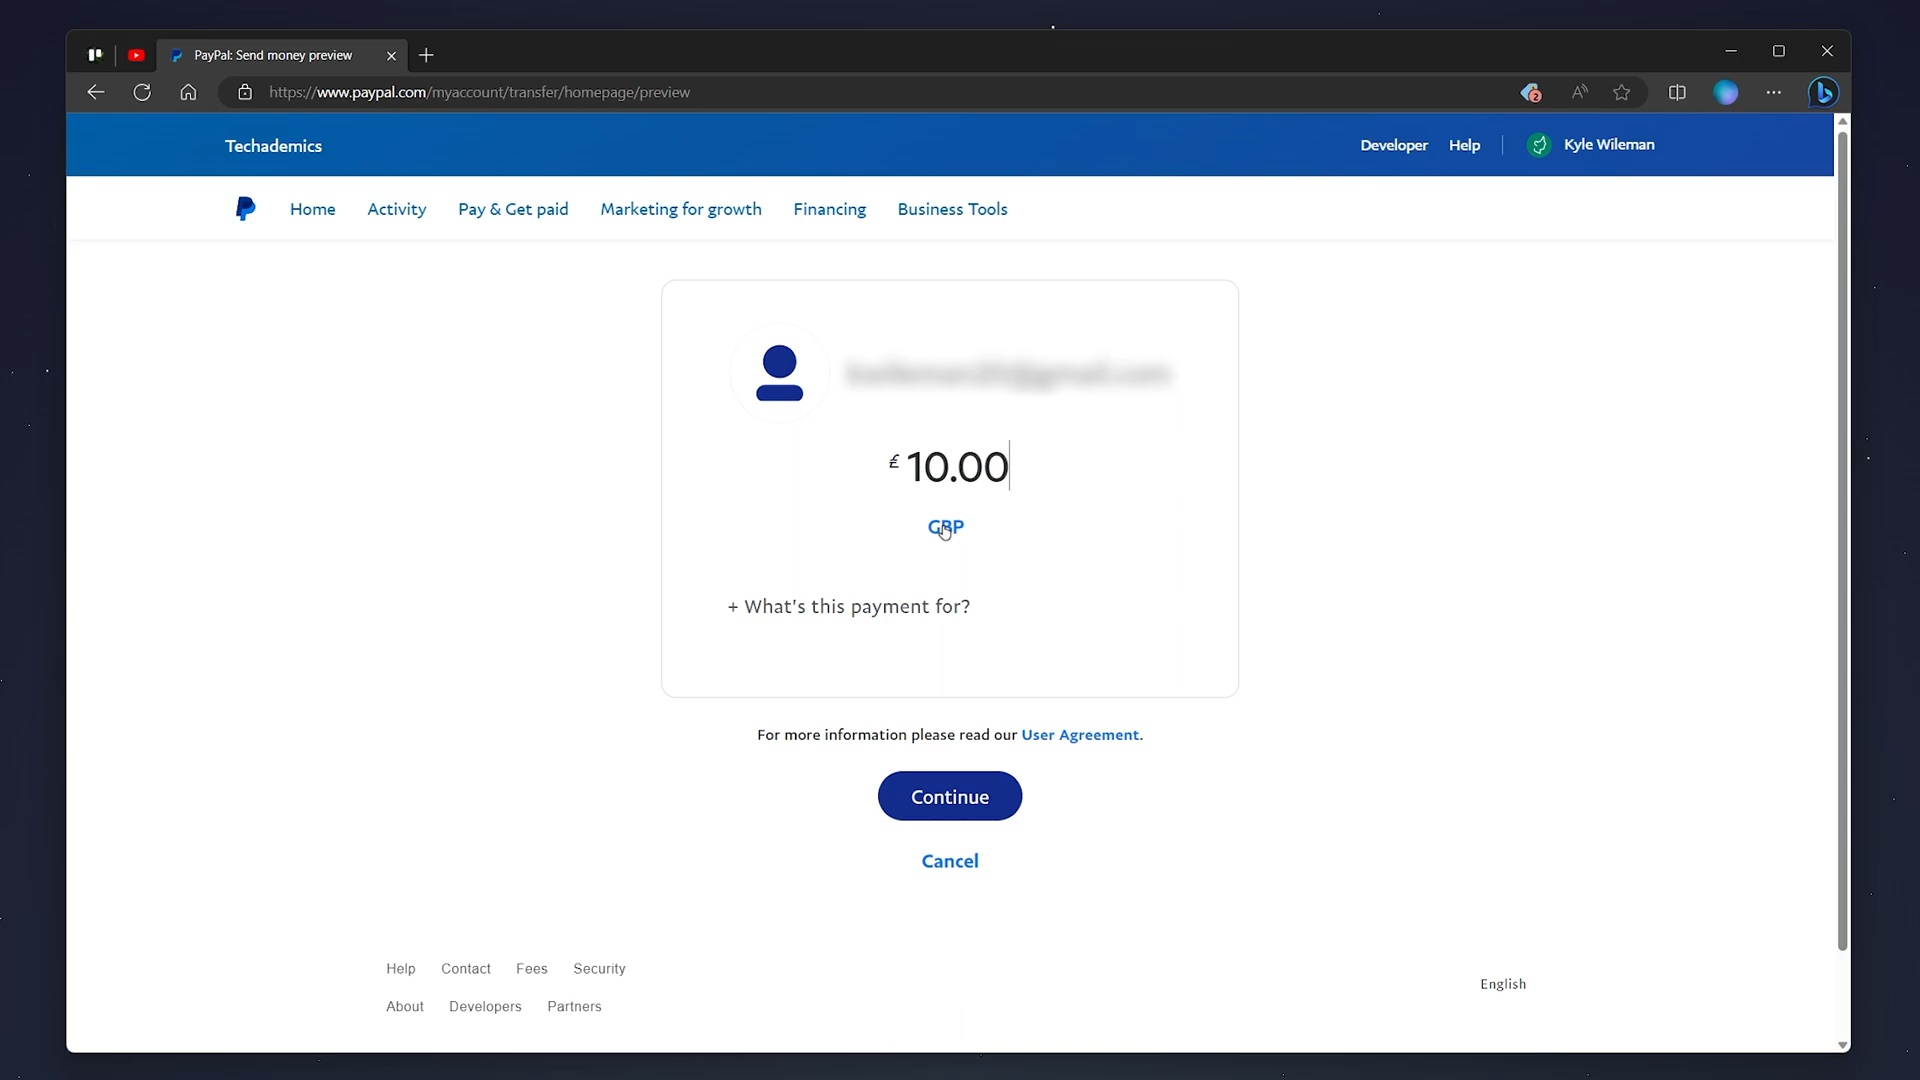 PayPal: Send money preview
https://www.paypal.com/myaccount/transfer/homepage/preview
2
Techademics
Developer Help Kyle Wileman
Home Activity Pay & Get paid Marketing for growth Financing Business Tools
£ 10.00
GBP
+ What's this payment for?
For more information please read our User Agreement.
Continue
Cancel
Help Contact Fees Security
English
About Developers Partners